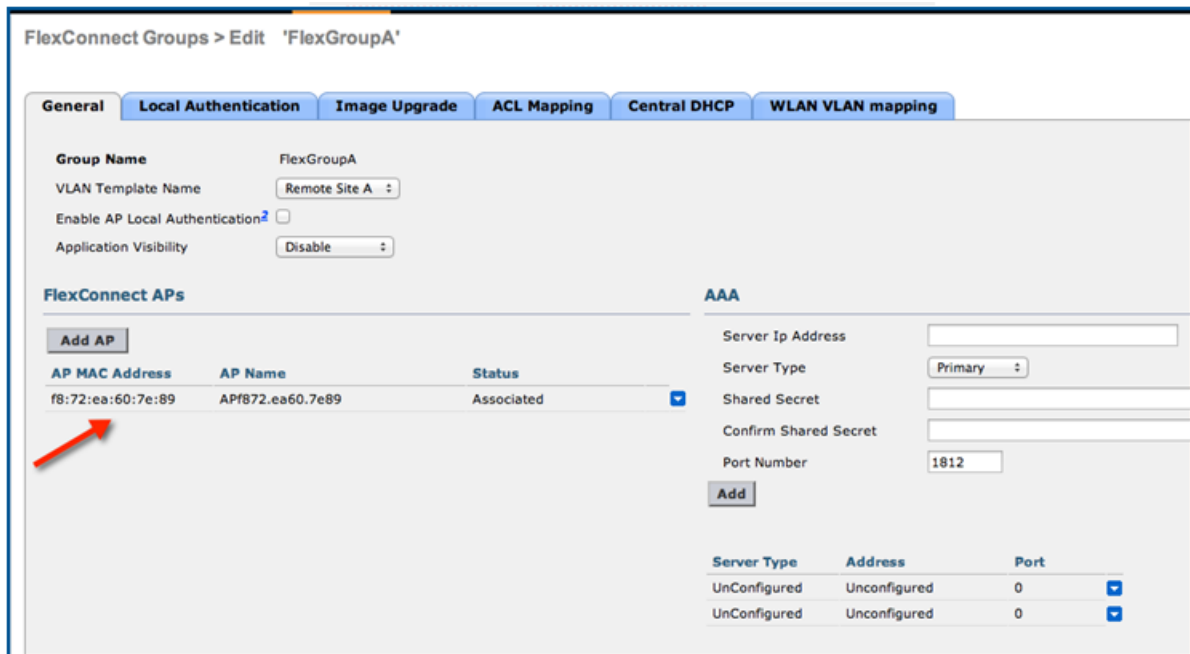 FlexConnect Groups > Edit 'FlexGroupA'
General Local Authentication Image Upgrade ACL Mapping Central DHCP WLAN VLAN mapping
Group Name FlexGroupA
VLAN Template Name Remote Site A
Enable AP Local Authentication2
Application Visibility Disable
FlexConnect APs
Add AP
AP MAC Address AP Name Status
f8:72:ea:60:7e:89 APf872.ea60.7e89 Associated
AAA
Server Ip Address
Server Type Primary
Shared Secret
Confirm Shared Secret
Port Number 1812
Add
Server Type Address Port
UnConfigured Unconfigured 0
UnConfigured Unconfigured 0